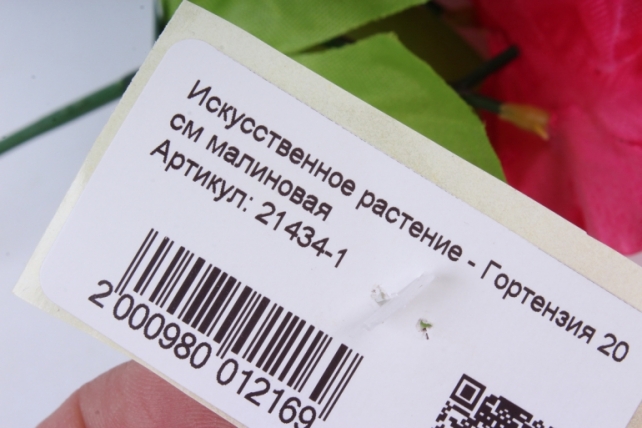 Искусственное растение - Гортензия 20
см малиновая
Артикул: 21434-1
2 000980 012169